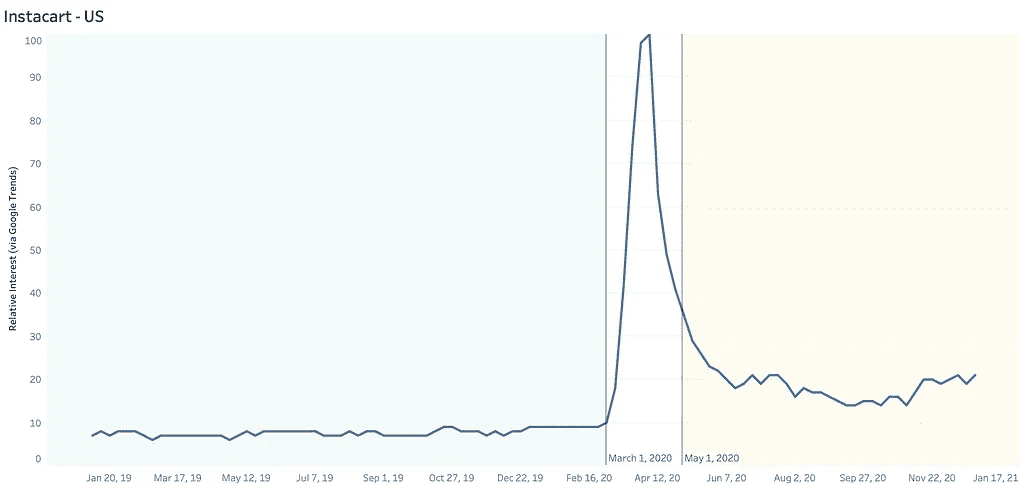 Instacart - US
Relative Interest (via Google Trends)
100
90
80
70
60
50
40
30
20
10
0
March 1, 2020 May 1, 2020
Jan 20, 19 Mar 17, 19 May 12, 19 Jul 7, 19 Sep 1, 19 Oct 27, 19 Dec 22, 19 Feb 16, 20 Apr 12, 20 Jun 7, 20 Aug 2, 20 Sep 27, 20 Nov 22, 20 Jan 17, 21